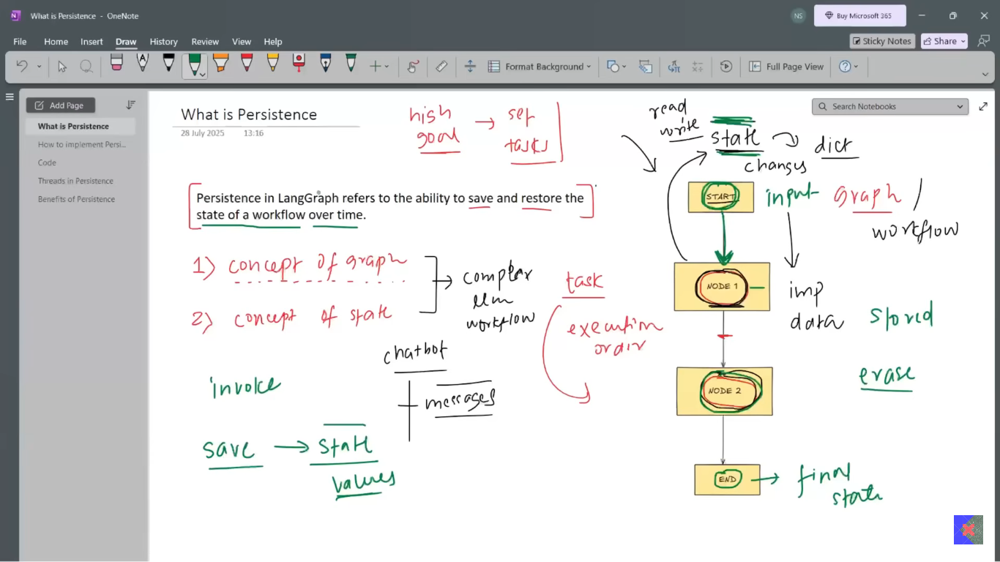 What is Persistence - OneNote
NS
Buy Microsoft 365
File Home Insert Draw History Review View Help
Sticky Notes
Share
Format Background
Full Page View
Add Page
What is Persistence
How to implement Persi...
Code
Threads in Persistence
Benefits of Persistence
Search Notebooks
What is Persistence
28 July 2025 13:16
high goal → set tasks
read
write
state
dict
changes
Persistence in LangGraph refers to the ability to save and restore the
state of a workflow over time.
START
input
graph /
workflow
1) concept of graph
2) concept of state
complex
llm
workflow
task
execution
order
NODE 1
imp
data
stored
erase
chatbot
messages
invoke
NODE 2
save → state
values
END
final
state